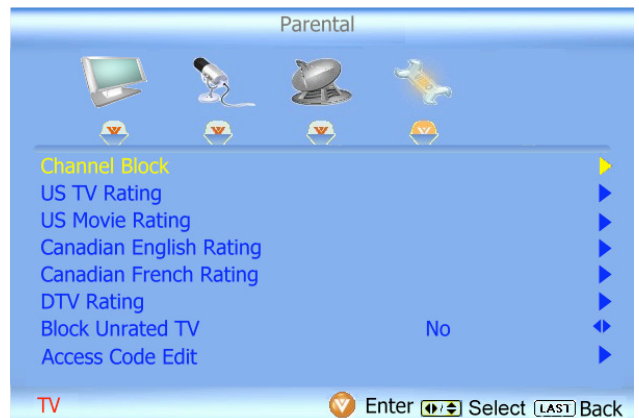 Parental
Channel Block
US TV Rating
US Movie Rating
Canadian English Rating
Canadian French Rating
DTV Rating
Block Unrated TV No
Access Code Edit
TV Enter Select LAST Back